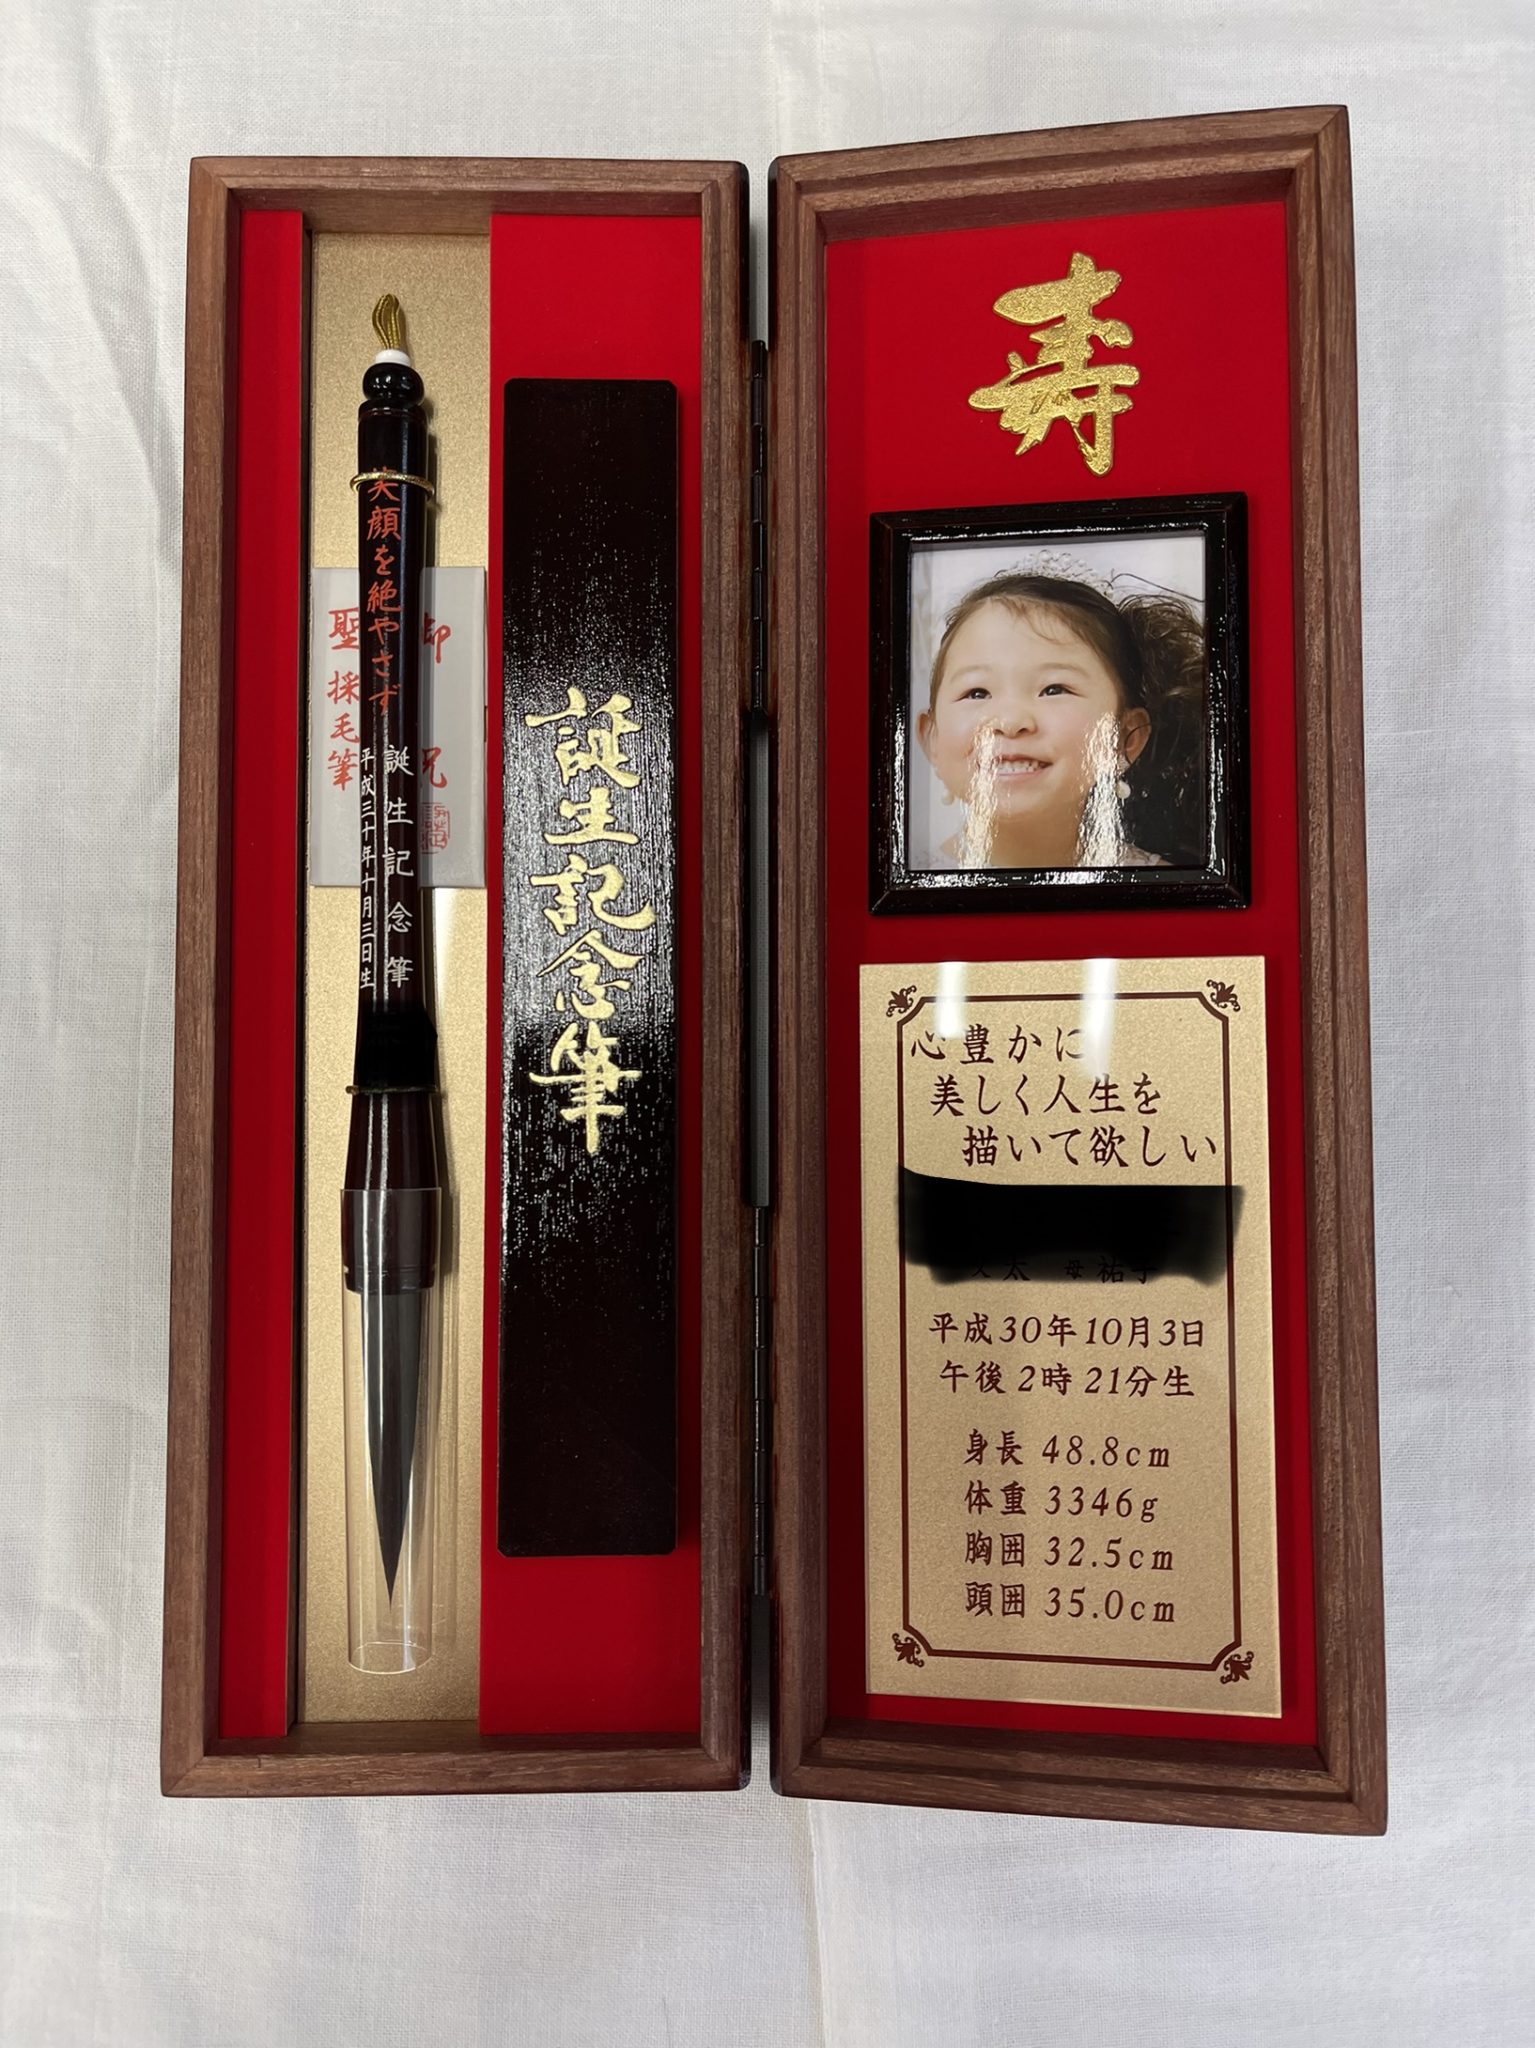 笑顔を絶やさず
誕生記念筆
平成三十年十月三日生
聖採毛筆
誕生記念筆
寿
心豊かに
美しく人生を
描いて欲しい
太 母 祐子
平成30年10月3日
午後2時21分生
身長 48.8cm
体重 3346g
胸囲 32.5cm
頭囲 35.0cm